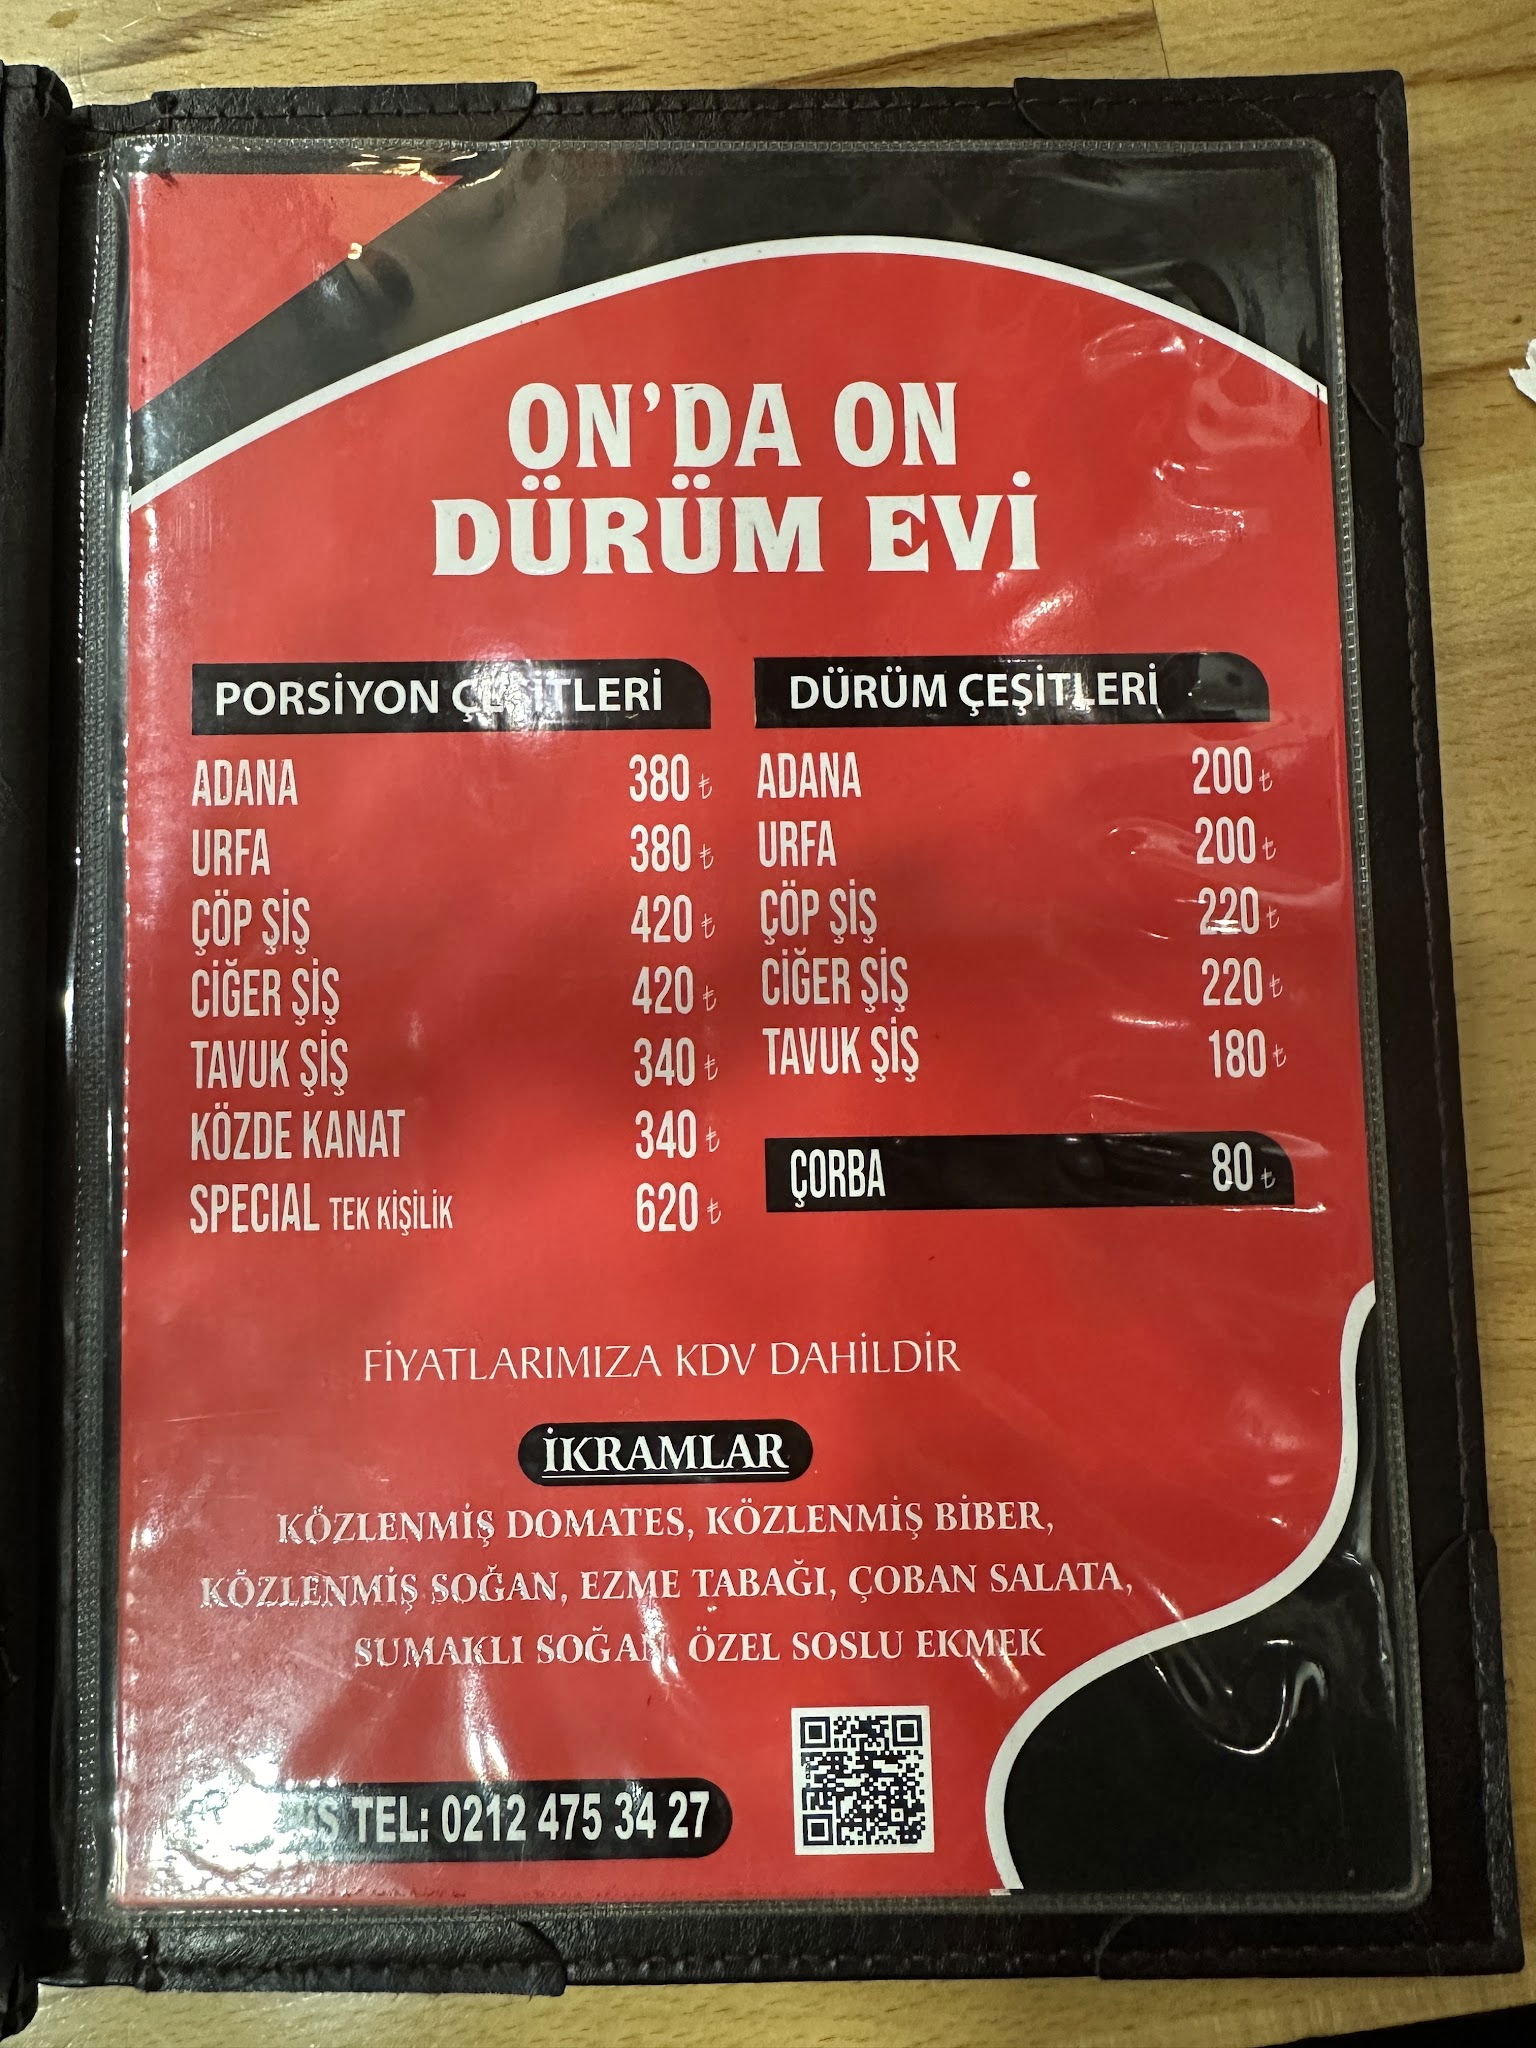 ON'DA ON
DÜRÜM EVİ
PORSİYON ÇEŞİTLERİ
ADANA 380 ₺
URFA 380 ₺
ÇÖP ŞİŞ 420 ₺
CİĞER ŞİŞ 420 ₺
TAVUK ŞİŞ 340 ₺
KÖZDE KANAT 340 ₺
SPECIAL TEK KİŞİLİK 620 ₺
DÜRÜM ÇEŞİTLERİ
ADANA 200 ₺
URFA 200 ₺
ÇÖP ŞİŞ 220 ₺
CİĞER ŞİŞ 220 ₺
TAVUK ŞİŞ 180 ₺
ÇORBA 80 ₺
FİYATLARIMIZA KDV DAHİLDİR
İKRAMLAR
KÖZLENMİŞ DOMATES, KÖZLENMİŞ BİBER,
KÖZLENMİŞ SOĞAN, EZME TABAĞI, ÇOBAN SALATA,
SUMAKLI SOĞAN, ÖZEL SOSLU EKMEK
TEL: 0212 475 34 27